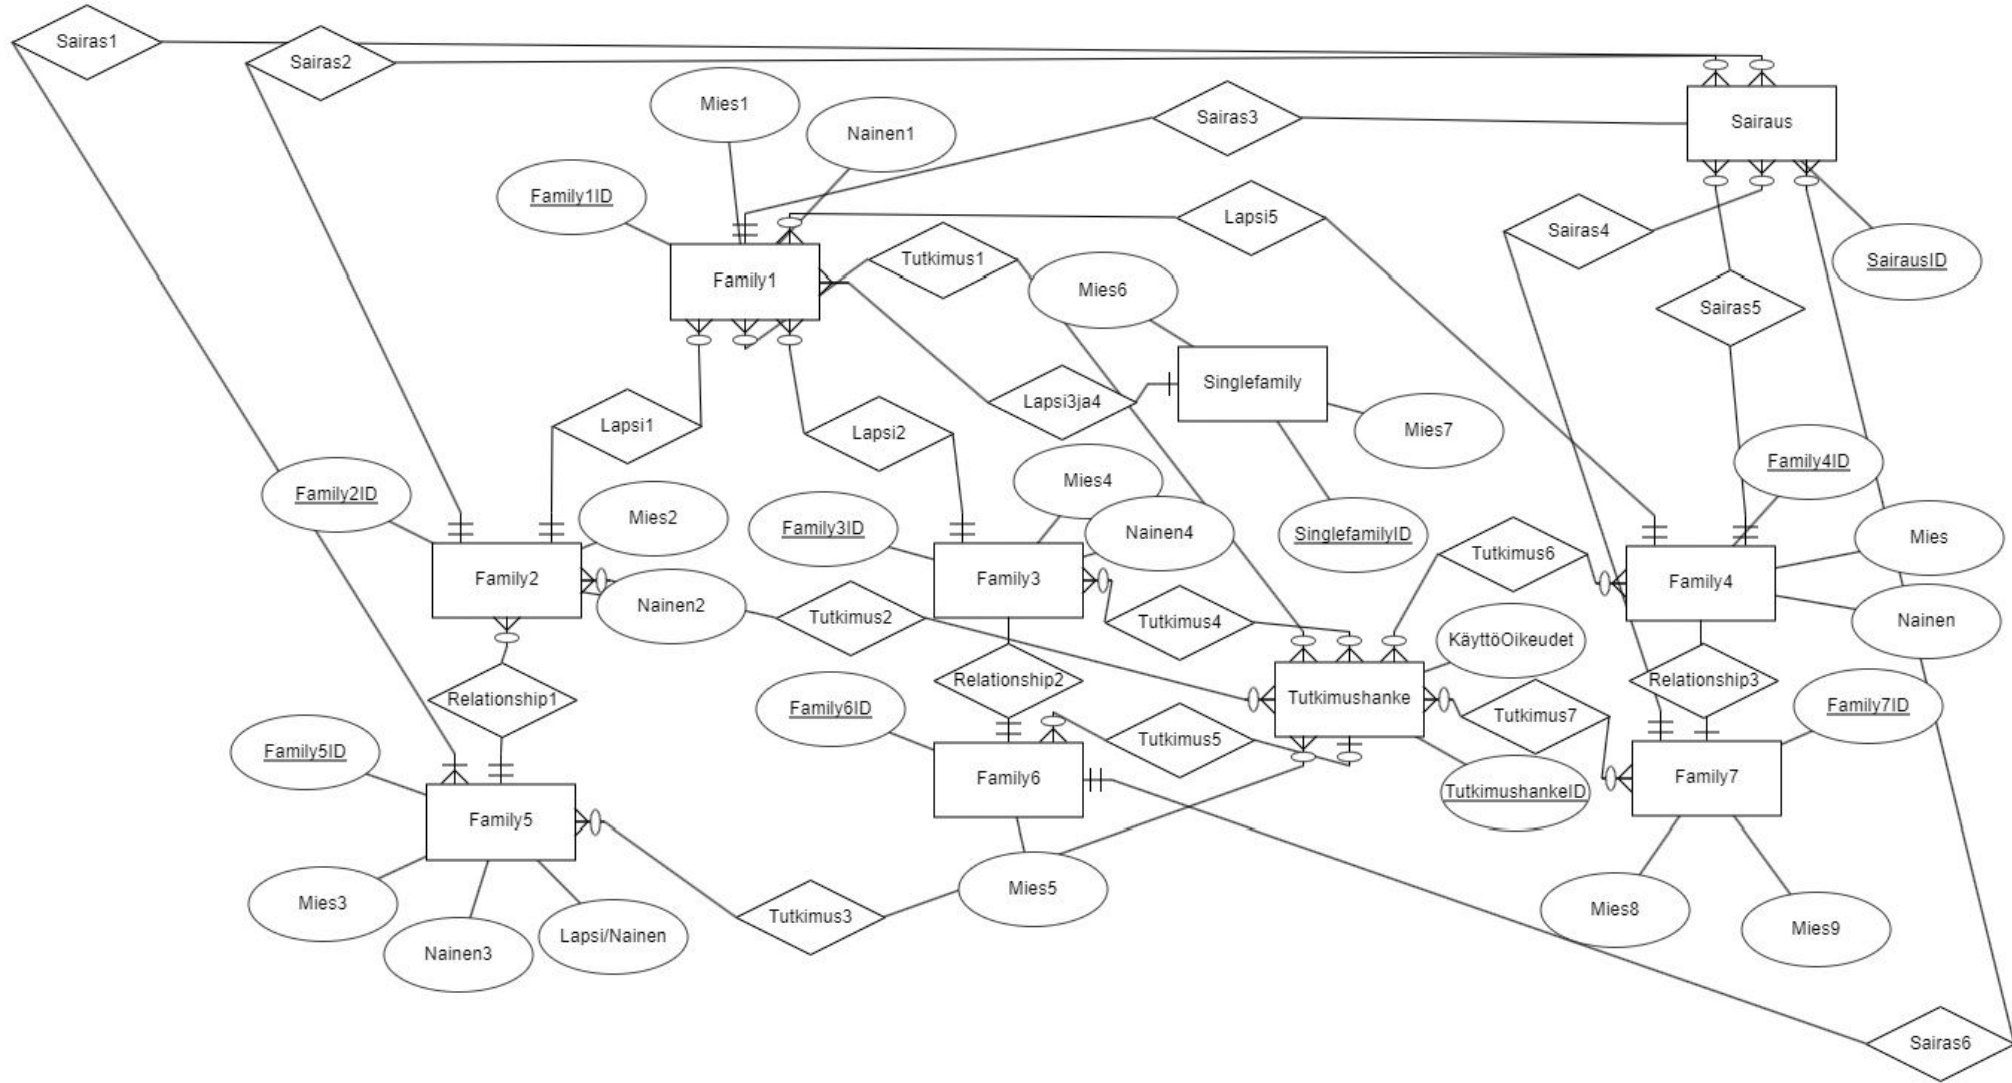 Sairas1
Sairas2
Mies1
Nainen1
Sairas3
Sairaus
Family1ID
Lapsi5
Sairas4
SairausID
Tutkimus1
Family1
Mies6
Sairas5
Singlefamily
Lapsi3ja4
Lapsi1
Lapsi2
Mies7
Family2ID
Mies2
Family3ID
Mies4
Nainen4
SinglefamilyID
Family4ID
Mies
Tutkimus6
Family2
Family3
Family4
Nainen2
Tutkimus2
Tutkimus4
KäyttöOikeudet
Nainen
Relationship1
Relationship2
Relationship3
Family6ID
Tutkimushanke
Tutkimus7
Family7ID
Family5ID
Tutkimus5
Family6
TutkimushankeID
Family7
Family5
Mies3
Nainen3
Lapsi/Nainen
Tutkimus3
Mies5
Mies8
Mies9
Sairas6